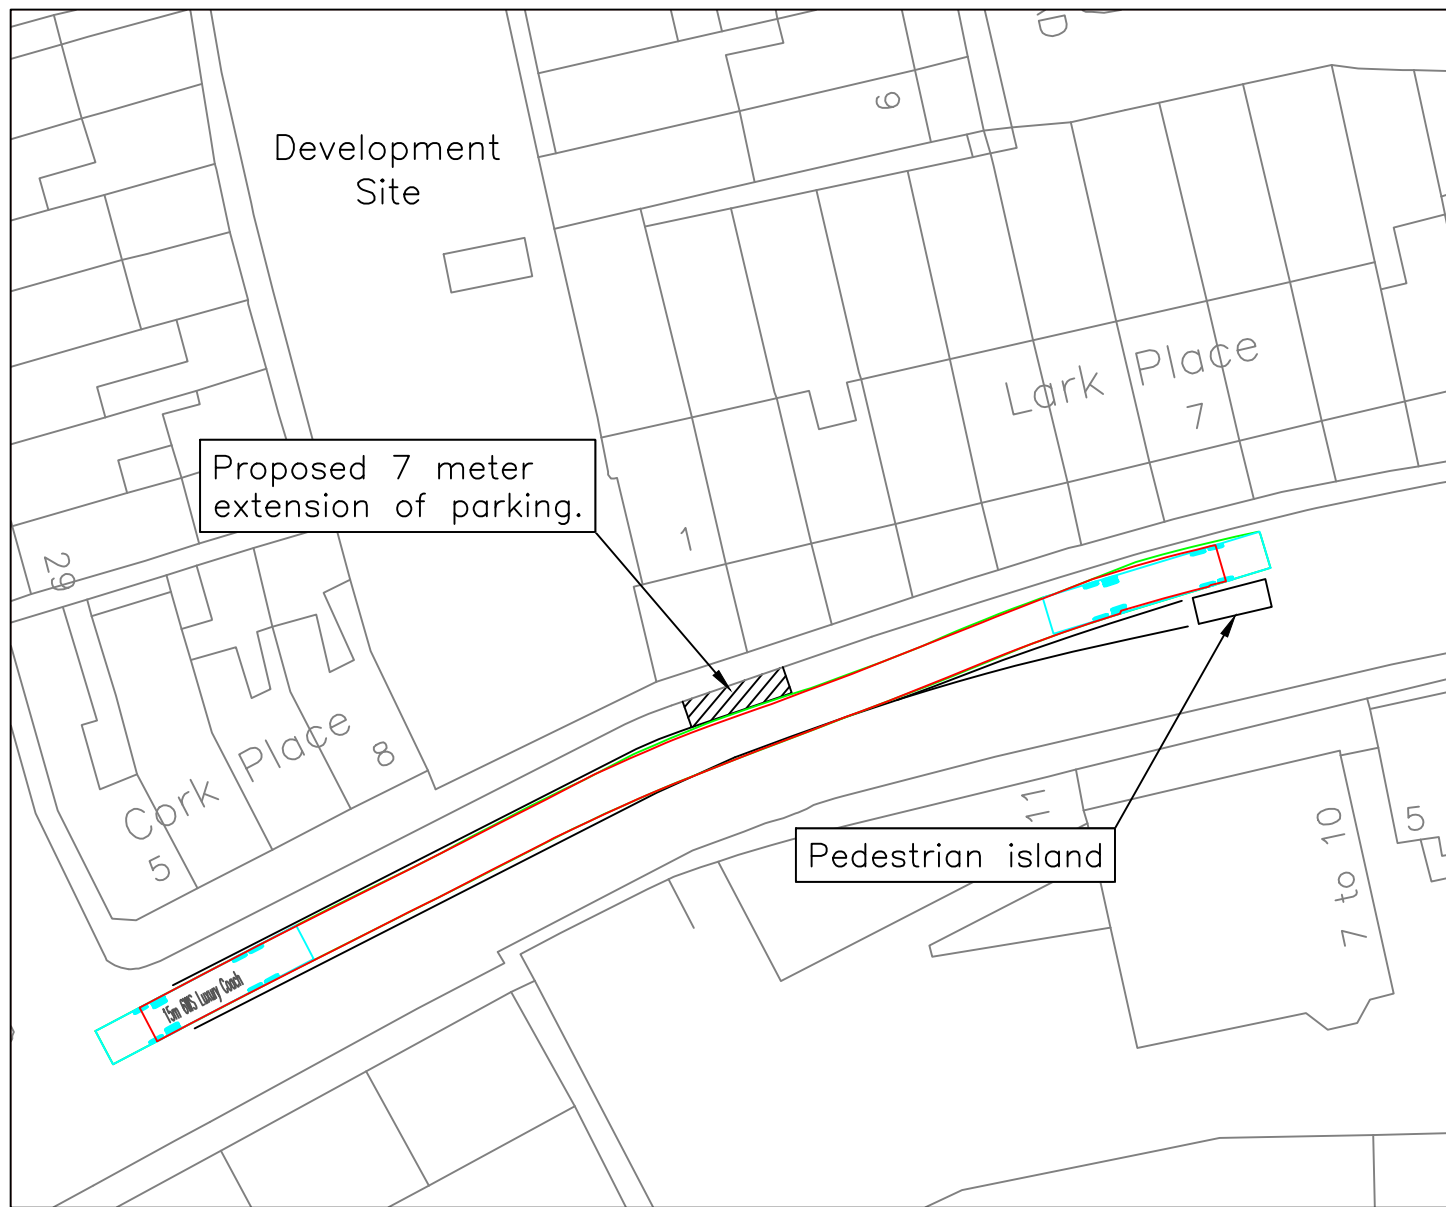 Development
Site
9
Lark Place
7
Proposed 7 meter
extension of parking.
1
29
Cork Place
8
5
11
Pedestrian island
7 to 10
5
15m GWS Luxury Coach